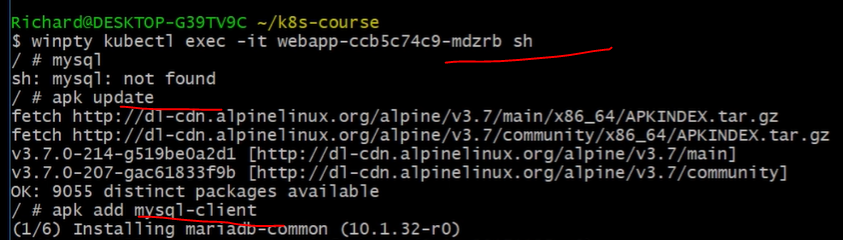 Richard@DESKTOP-G39TV9C ~/k8s-course
$ winpty kubectl exec -it webapp-ccb5c74c9-mdzrb sh
/ # mysql
sh: mysql: not found
/ # apk update
fetch http://dl-cdn.alpinelinux.org/alpine/v3.7/main/x86_64/APKINDEX.tar.gz
fetch http://dl-cdn.alpinelinux.org/alpine/v3.7/community/x86_64/APKINDEX.tar.gz
v3.7.0-214-g519be0a2d1 [http://dl-cdn.alpinelinux.org/alpine/v3.7/main]
v3.7.0-207-gac61833f9b [http://dl-cdn.alpinelinux.org/alpine/v3.7/community]
OK: 9055 distinct packages available
/ # apk add mysql-client
(1/6) Installing mariadb-common (10.1.32-r0)